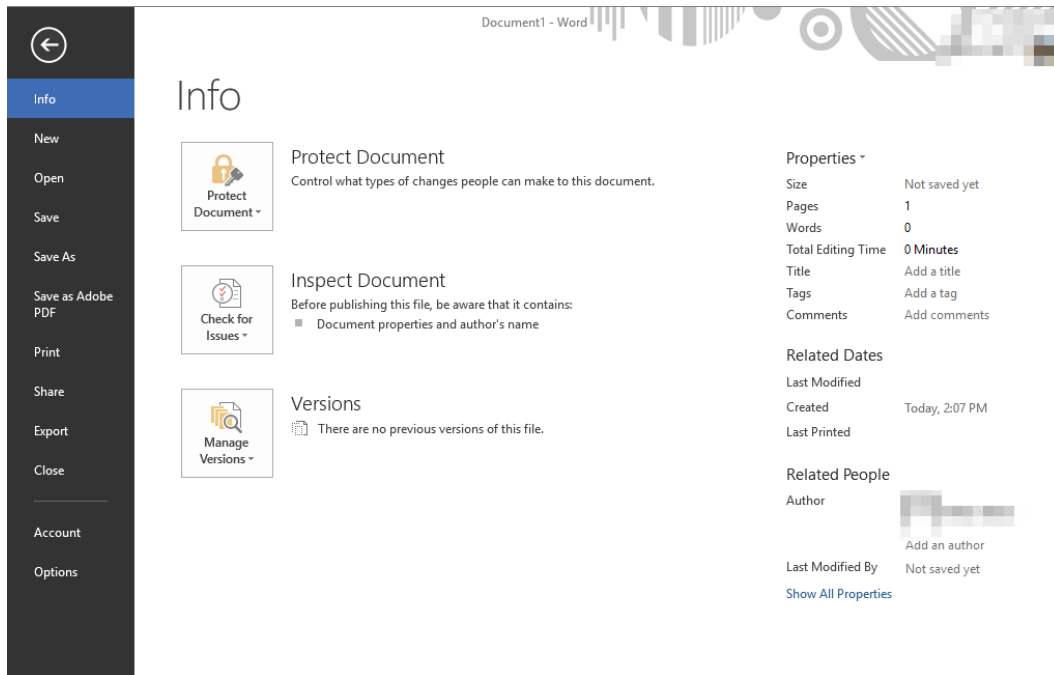 Document1 - Word
Info
New
Open
Save
Save As
Save as Adobe
PDF
Print
Share
Export
Close
Account
Options
Info
Protect
Document
Protect Document
Control what types of changes people can make to this document.
Check for
Issues
Inspect Document
Before publishing this file, be aware that it contains:
Document properties and author's name
Manage
Versions
Versions
There are no previous versions of this file.
Properties
Size Not saved yet
Pages 1
Words 0
Total Editing Time 0 Minutes
Title Add a title
Tags Add a tag
Comments Add comments
Related Dates
Last Modified
Created Today, 2:07 PM
Last Printed
Related People
Author
Add an author
Last Modified By Not saved yet
Show All Properties